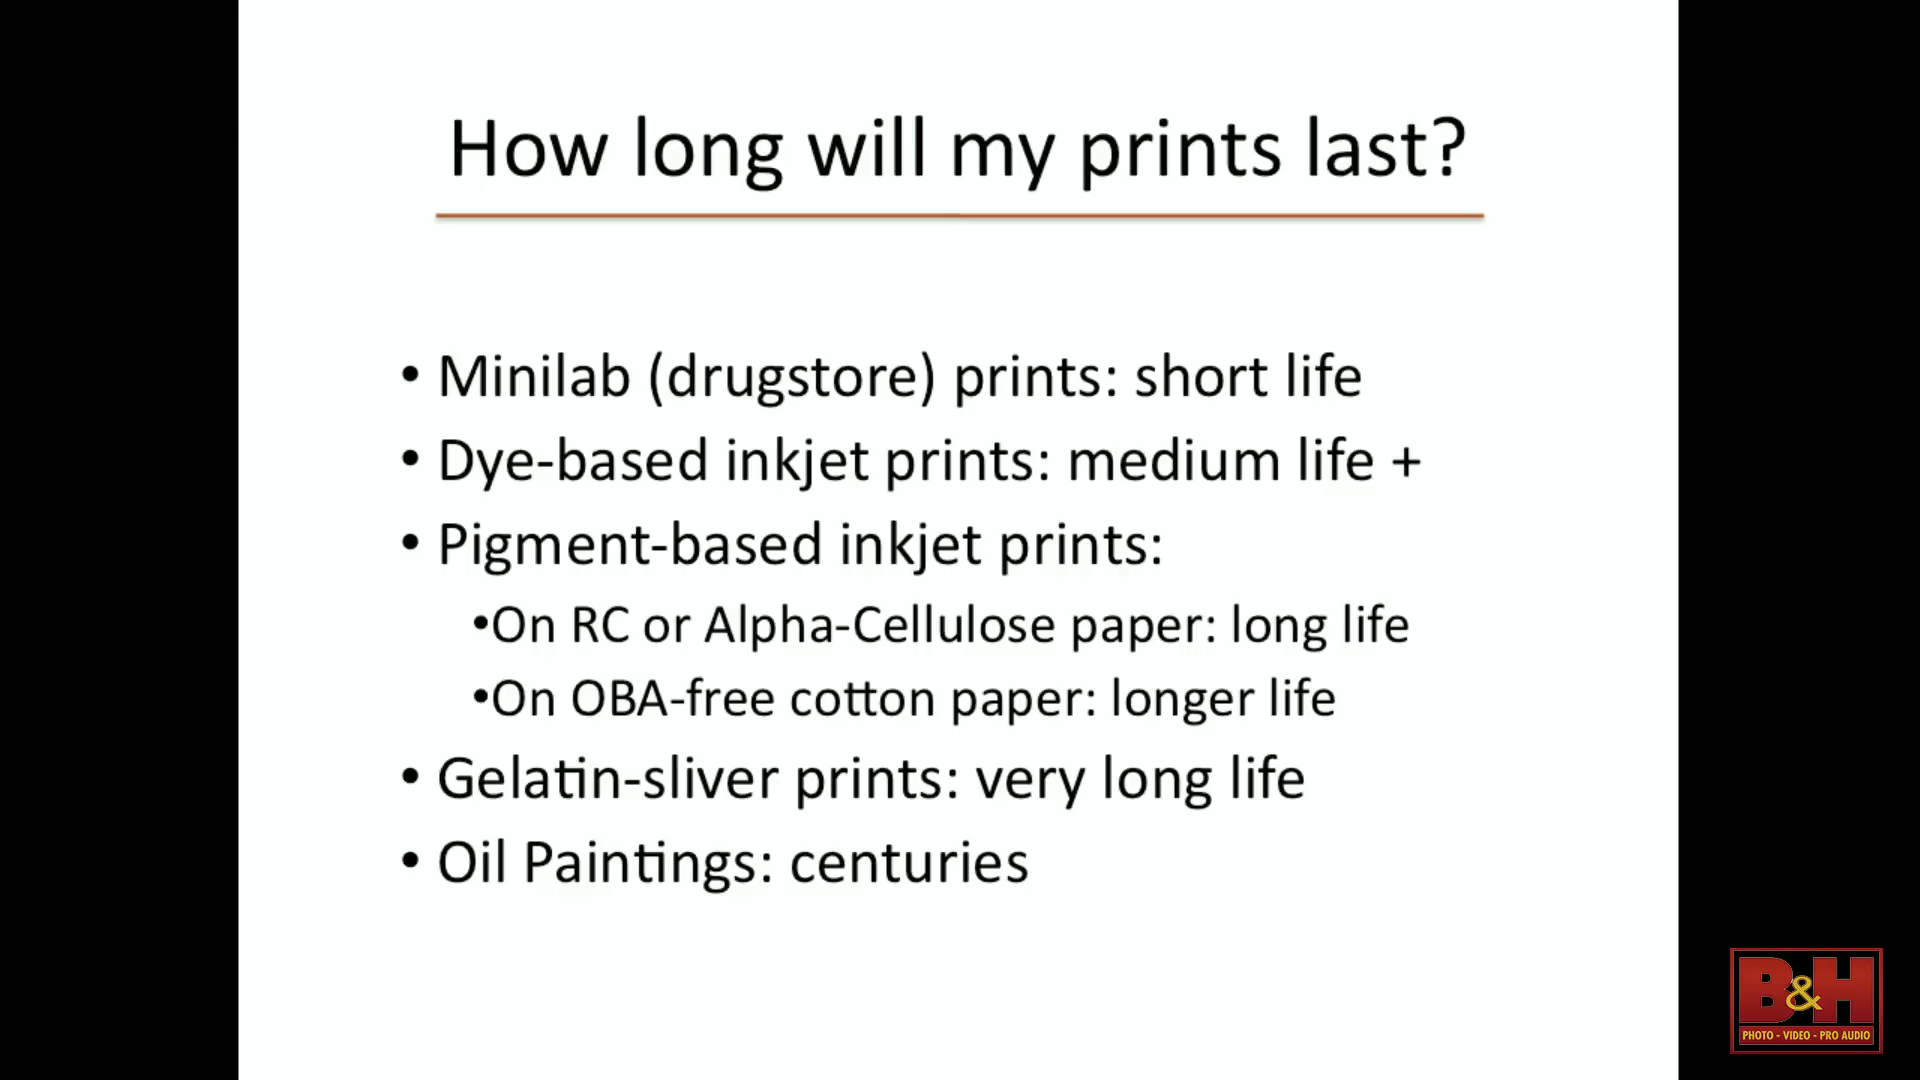 How long will my prints last?
• Minilab (drugstore) prints: short life
• Dye-based inkjet prints: medium life +
• Pigment-based inkjet prints:
•On RC or Alpha-Cellulose paper: long life
•On OBA-free cotton paper: longer life
• Gelatin-sliver prints: very long life
• Oil Paintings: centuries
B&H
PHOTO - VIDEO - PRO AUDIO